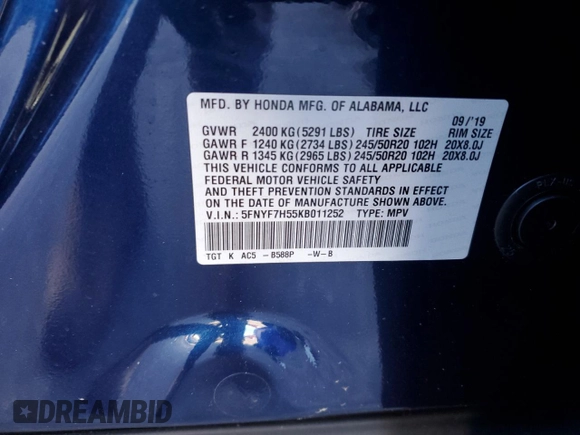 MFD. BY HONDA MFG. OF ALABAMA, LLC 09/'19
GVWR 2400 KG (5291 LBS) TIRE SIZE RIM SIZE
GAWR F 1240 KG (2734 LBS) 245/50R20 102H 20X8.0J
GAWR R 1345 KG (2965 LBS) 245/50R20 102H 20X8.0J
THIS VEHICLE CONFORMS TO ALL APPLICABLE
FEDERAL MOTOR VEHICLE SAFETY
AND THEFT PREVENTION STANDARDS IN EFFECT
ON THE DATE OF MANUFACTURE SHOWN ABOVE.
V.I.N.: 5FNYF7H55KB011252 TYPE: MPV
TGT K AC5 - B588P -W-B
DREAMBID